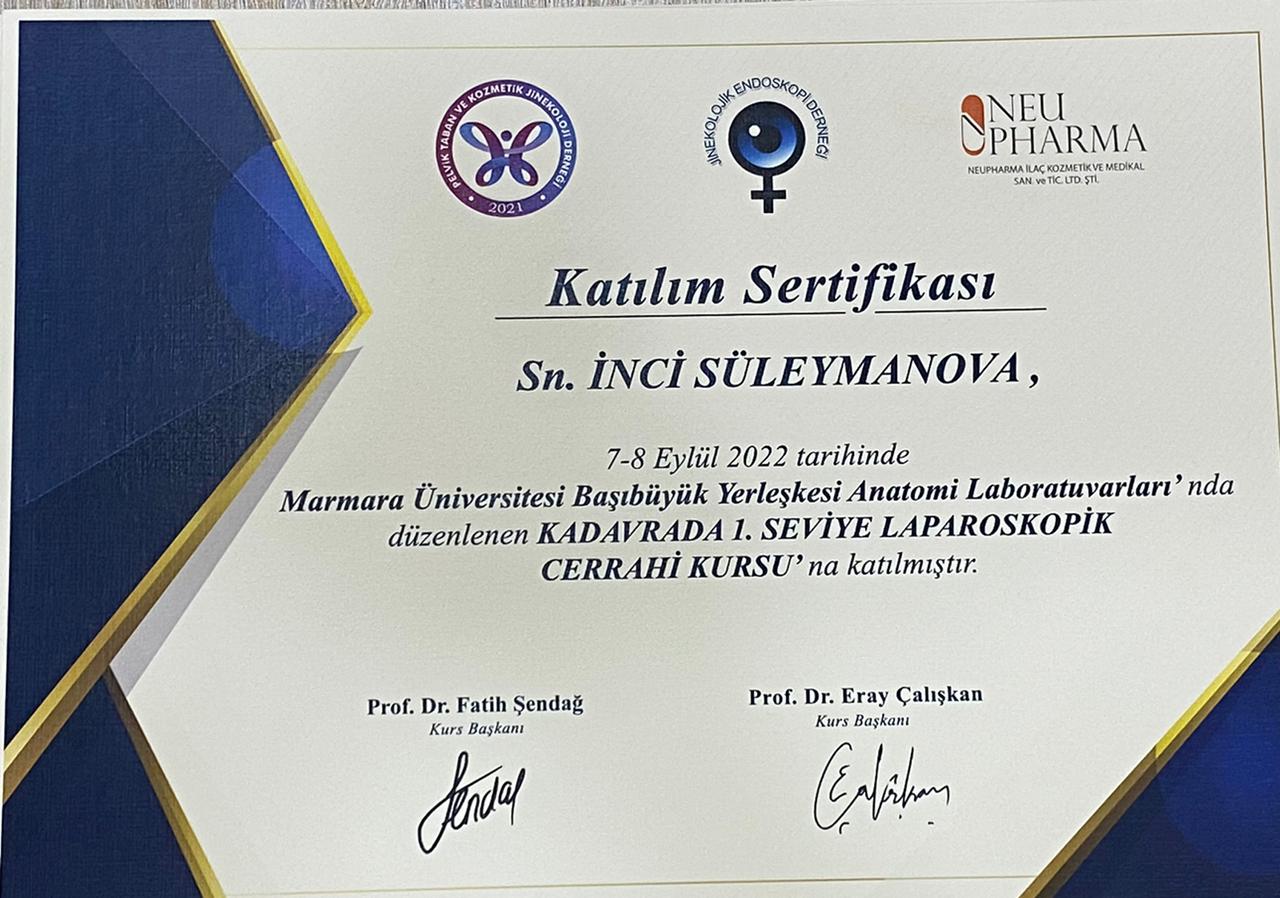 PELVİK TABAN VE KOZMETİK JİNEKOLOJİ DERNEĞİ
2021
JİNEKOLOJİK ENDOSKOPİ DERNEĞİ
NEU
PHARMA
NEUPHARMA İLAÇ KOZMETİK VE MEDİKAL
SAN. ve TİC. LTD. ŞTİ.
Katılım Sertifikası
Sn. İNCİ SÜLEYMANOVA ,
7-8 Eylül 2022 tarihinde
Marmara Üniversitesi Başıbüyük Yerleşkesi Anatomi Laboratuvarları’ nda
düzenlenen KADAVRADA 1. SEVİYE LAPAROSKOPİK
CERRAHİ KURSU’ na katılmıştır.
Prof. Dr. Fatih Şendağ
Kurs Başkanı
Prof. Dr. Eray Çalışkan
Kurs Başkanı